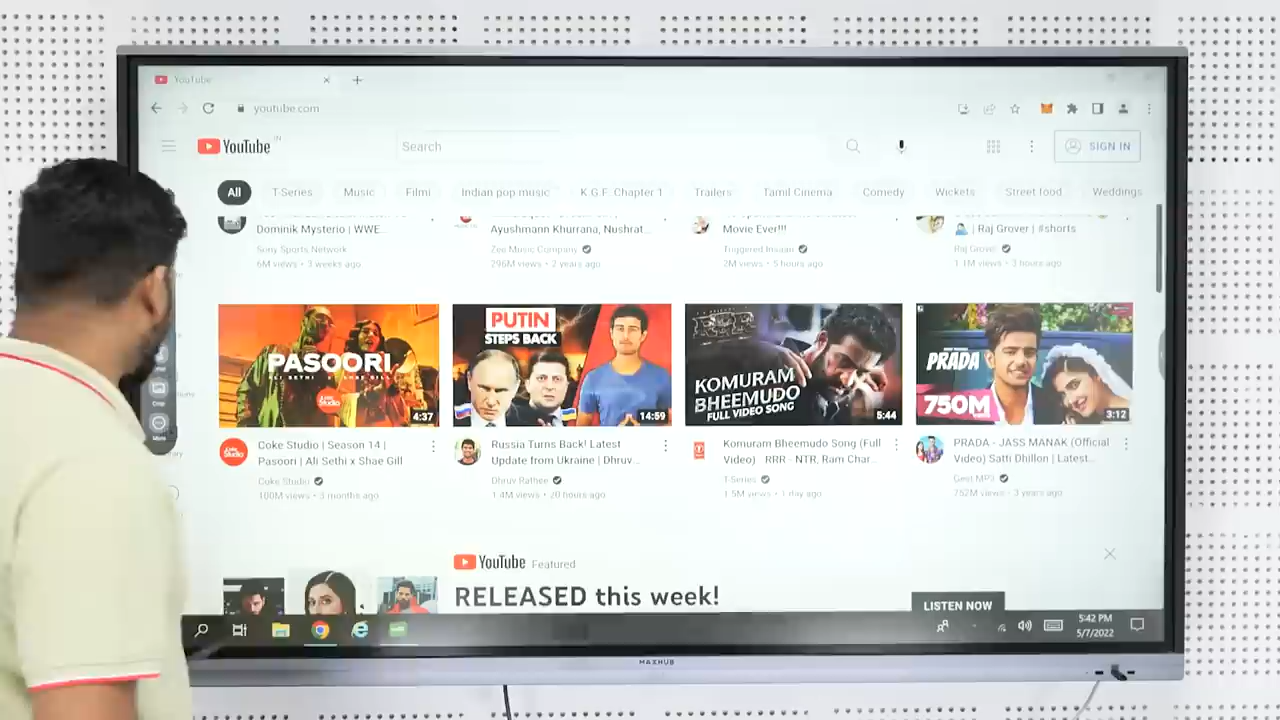 YouTube
youtube.com
YouTube IN
Search
SIGN IN
All
T-Series
Music
Filmi
Indian pop music
K.G.F. Chapter 1
Trailers
Tamil Cinema
Comedy
Wickets
Street food
Weddings
Dominik Mysterio | WWE...
Sony Sports Network
6M views • 3 weeks ago
Ayushmann Khurrana, Nushrat...
Zee Music Company
296M views • 2 years ago
Movie Ever!!!
Triggered Insaan
2M views • 5 hours ago
| Raj Grover | #shorts
Raj Grover
1.1M views • 3 hours ago
PASOORI
ALI SETHI x SHAE GILL
4:37
PUTIN
STEPS BACK
14:59
KOMURAM
BHEEMUDO
FULL VIDEO SONG
5:44
PRADA
750M
3:12
Coke Studio | Season 14 |
Pasoori | Ali Sethi x Shae Gill
Coke Studio
100M views • 3 months ago
Russia Turns Back! Latest
Update from Ukraine | Dhruv...
Dhruv Rathee
1.4M views • 20 hours ago
Komuram Bheemudo Song (Full
Video) - RRR - NTR, Ram Char...
T-Series
1.5M views • 1 day ago
PRADA - JASS MANAK (Official
Video) Satti Dhillon | Latest...
Geet MP3
752M views • 3 years ago
YouTube Featured
RELEASED this week!
LISTEN NOW
Crop
More
5:42 PM
5/7/2022
MAXHUB